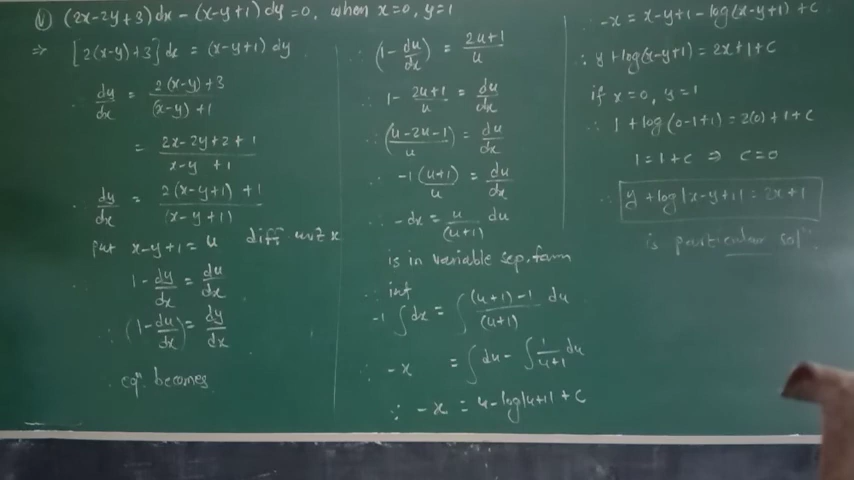 (V) (2x-2y+3)dx - (x-y+1)dy = 0, when x=0, y=1
⇒ [2(x-y)+3]dx = (x-y+1)dy
∴ dy/dx = (2(x-y)+3)/((x-y)+1)
= (2x-2y+2+1)/(x-y+1)
∴ dy/dx = (2(x-y+1)+1)/((x-y+1))
put x-y+1 = u diff. w.r.t x
∴ 1 - dy/dx = du/dx
∴ (1 - du/dx) = dy/dx
∴ eqn. becomes
∴ (1 - du/dx) = (2u+1)/u
∴ 1 - (2u+1)/u = du/dx
∴ (u-2u-1)/u = du/dx
∴ -1(u+1)/u = du/dx
∴ -dx = u/(u+1) du
is in variable sep. form
∴ int
-1 ∫dx = ∫((u+1)-1)/(u+1) du
∴ -x = ∫du - ∫1/(u+1) du
∴ -x = u - log|u+1| + c
∴ -x = x-y+1 - log(x-y+1) + c
∴ y + log(x-y+1) = 2x+1+c
if x=0, y=1
∴ 1 + log(0-1+1) = 2(0)+1+c
1 = 1+c ⇒ c=0
∴ y + log|x-y+1| = 2x+1
is particular soln.